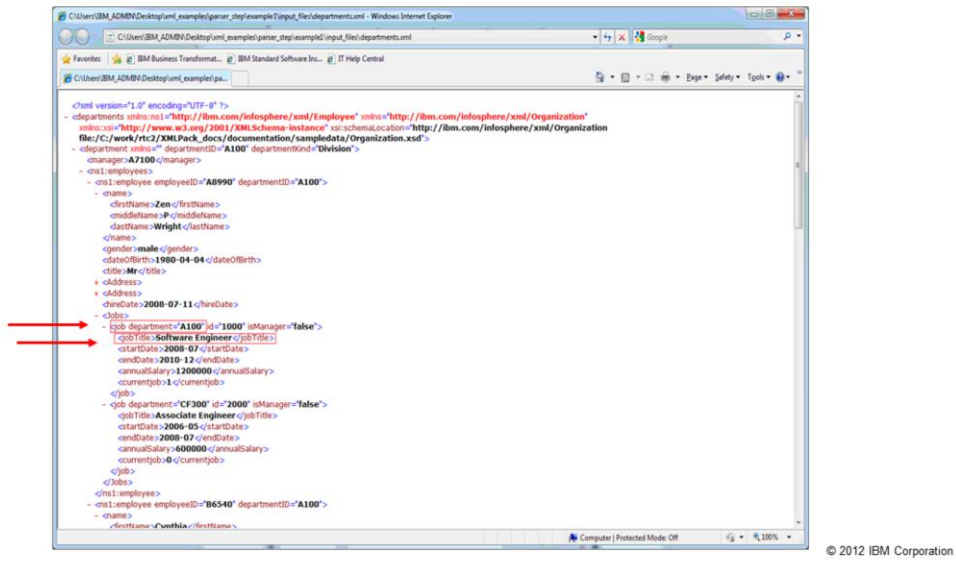 C:\Users\IBM_ADMIN\Desktop\xml_examples\parser_step\example1\input_files\departments.xml - Windows Internet Explorer
C:\Users\IBM_ADMIN\Desktop\xml_examples\parser_step\example1\input_files\departments.xml
Google
Favorites IBM Business Transformat... IBM Standard Software Ins... IT Help Central
C:\Users\IBM_ADMIN\Desktop\xml_examples\pa...
Page Safety Tools »
<?xml version="1.0" encoding="UTF-8" ?>
- <departments xmlns:ns1="http://ibm.com/infosphere/xml/Employee" xmlns="http://ibm.com/infosphere/xml/Organization"
xmlns:xsi="http://www.w3.org/2001/XMLSchema-instance" xsi:schemaLocation="http://ibm.com/infosphere/xml/Organization
file:/C:/work/rtc2/XMLPack_docs/documentation/sampledata/Organization.xsd">
- <department xmlns="" departmentID="A100" departmentKind="Division">
<manager>A7100</manager>
- <ns1:employees>
- <ns1:employee employeeID="A8990" departmentID="A100">
- <name>
<firstName>Zen</firstName>
<middleName>P</middleName>
<lastName>Wright</lastName>
</name>
<gender>male</gender>
<dateOfBirth>1980-04-04</dateOfBirth>
<title>Mr</title>
+ <Address>
+ <Address>
<hireDate>2008-07-11</hireDate>
- <Jobs>
- <job department="A100" id="1000" isManager="false">
<jobTitle>Software Engineer</jobTitle>
<startDate>2008-07</startDate>
<endDate>2010-12</endDate>
<annualSalary>1200000</annualSalary>
<currentjob>1</currentjob>
</job>
- <job department="CF300" id="2000" isManager="false">
<jobTitle>Associate Engineer</jobTitle>
<startDate>2006-05</startDate>
<endDate>2008-07</endDate>
<annualSalary>600000</annualSalary>
<currentjob>0</currentjob>
</job>
</Jobs>
</ns1:employee>
- <ns1:employee employeeID="B6540" departmentID="A100">
- <name>
<firstName>Cynthia</firstName>
Computer | Protected Mode: Off 100%
© 2012 IBM Corporation